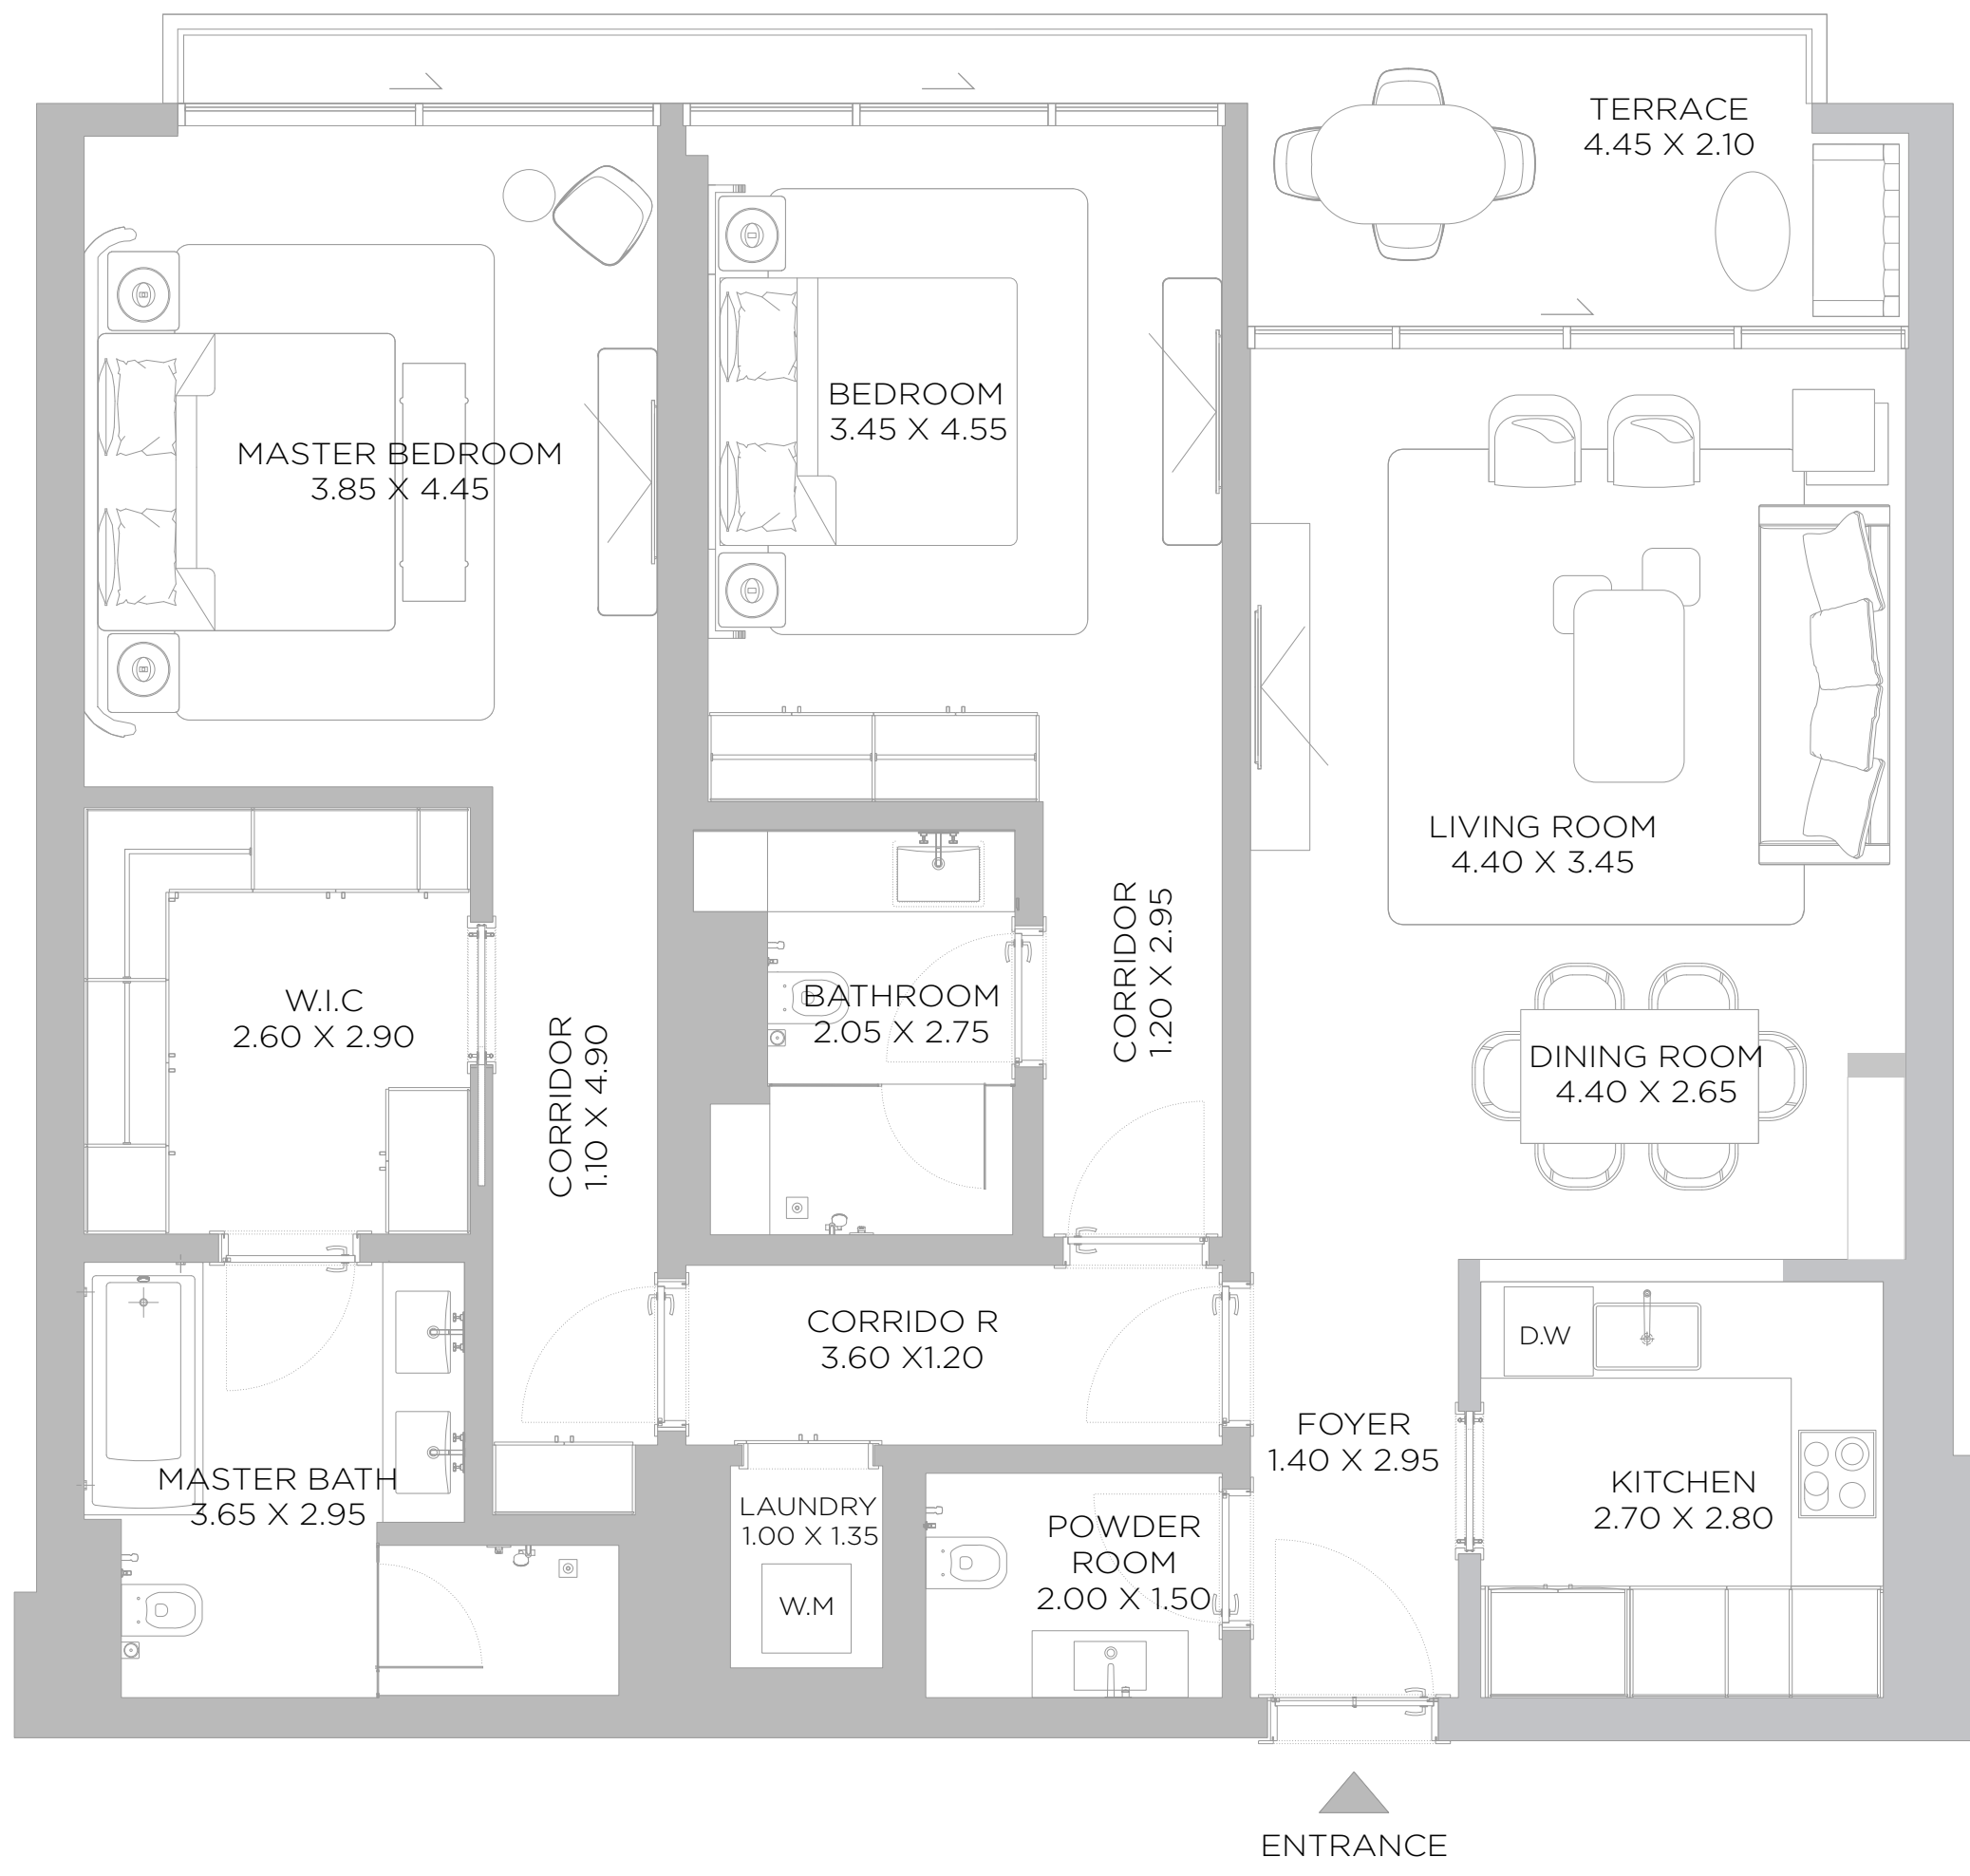 TERRACE
4.45 X 2.10
BEDROOM
3.45 X 4.55
MASTER BEDROOM
3.85 X 4.45
LIVING ROOM
4.40 X 3.45
W.I.C
2.60 X 2.90
CORRIDOR
1.10 X 4.90
BATHROOM
2.05 X 2.75
CORRIDOR
1.20 X 2.95
DINING ROOM
4.40 X 2.65
CORRIDO R
3.60 X1.20
D.W
FOYER
1.40 X 2.95
MASTER BATH
3.65 X 2.95
LAUNDRY
1.00 X 1.35
W.M
POWDER
ROOM
2.00 X 1.50
KITCHEN
2.70 X 2.80
ENTRANCE